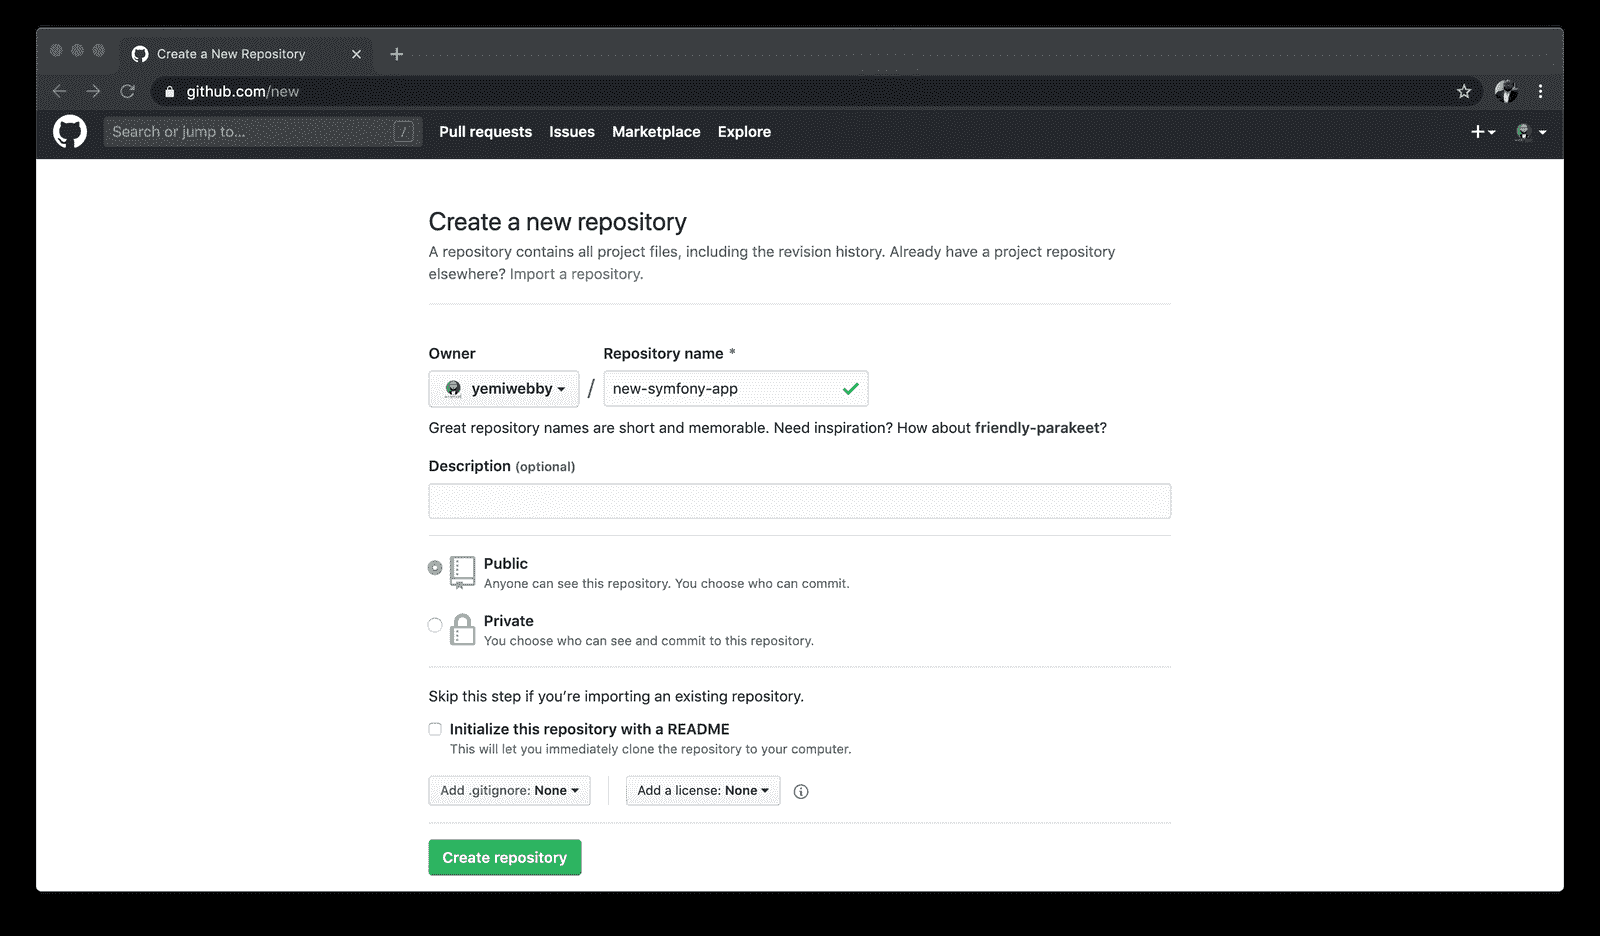 Create a New Repository
github.com/new
Search or jump to... /
Pull requests Issues Marketplace Explore
Create a new repository
A repository contains all project files, including the revision history. Already have a project repository
elsewhere? Import a repository.
Owner Repository name *
yemiwebby / new-symfony-app
Great repository names are short and memorable. Need inspiration? How about friendly-parakeet?
Description (optional)
Public
Anyone can see this repository. You choose who can commit.
Private
You choose who can see and commit to this repository.
Skip this step if you’re importing an existing repository.
Initialize this repository with a README
This will let you immediately clone the repository to your computer.
Add .gitignore: None Add a license: None
Create repository